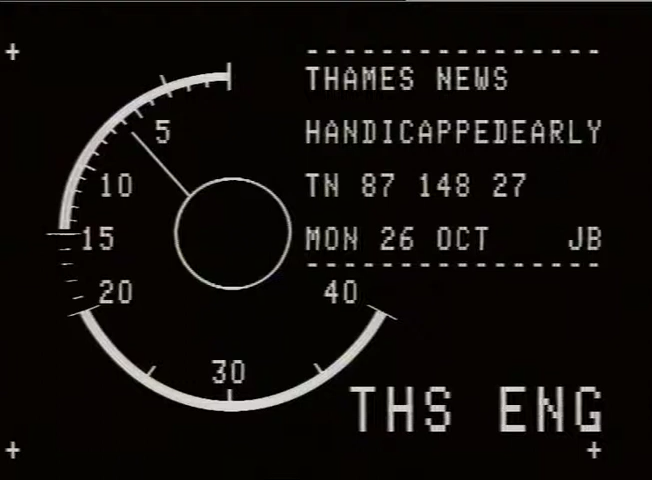 THAMES NEWS
HANDICAPPEDEARLY
TN 87 148 27
MON 26 OCT JB
5
10
15
20
30
40
THS ENG